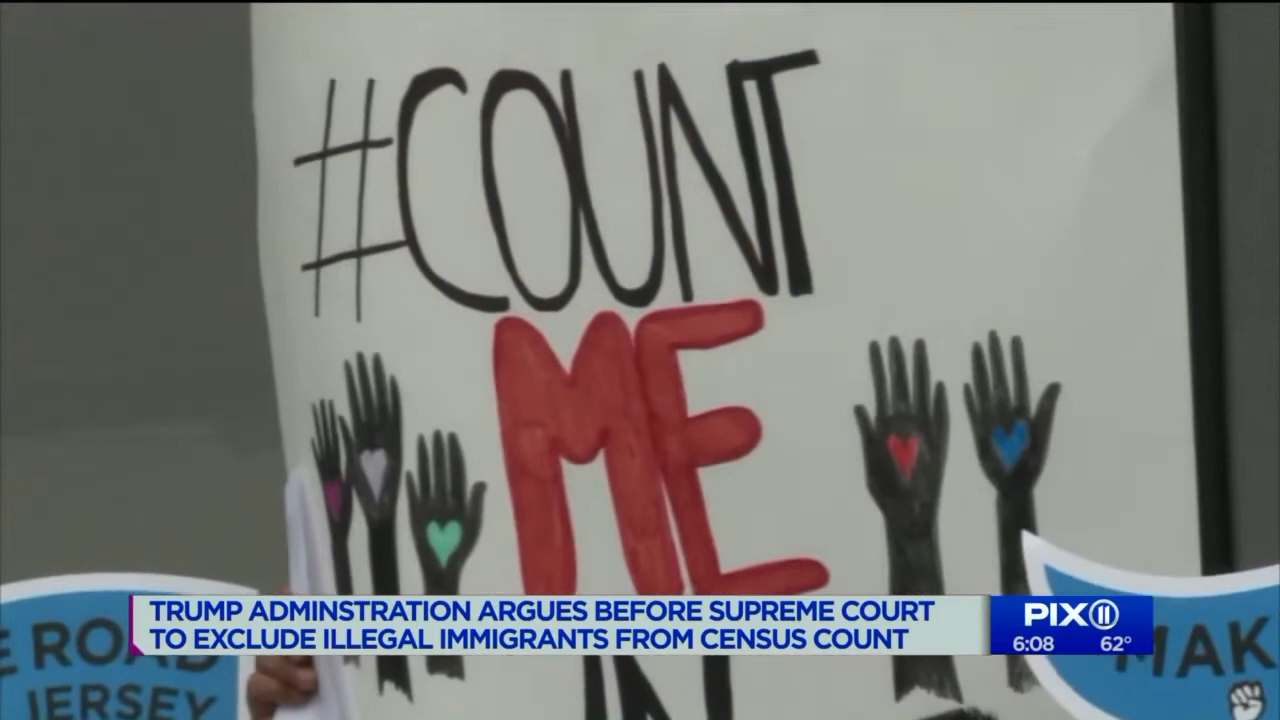 #COUNT
ME
IN
E ROAD
JERSEY
MAK
TRUMP ADMINSTRATION ARGUES BEFORE SUPREME COURT
TO EXCLUDE ILLEGAL IMMIGRANTS FROM CENSUS COUNT
PIX11
6:08 62°